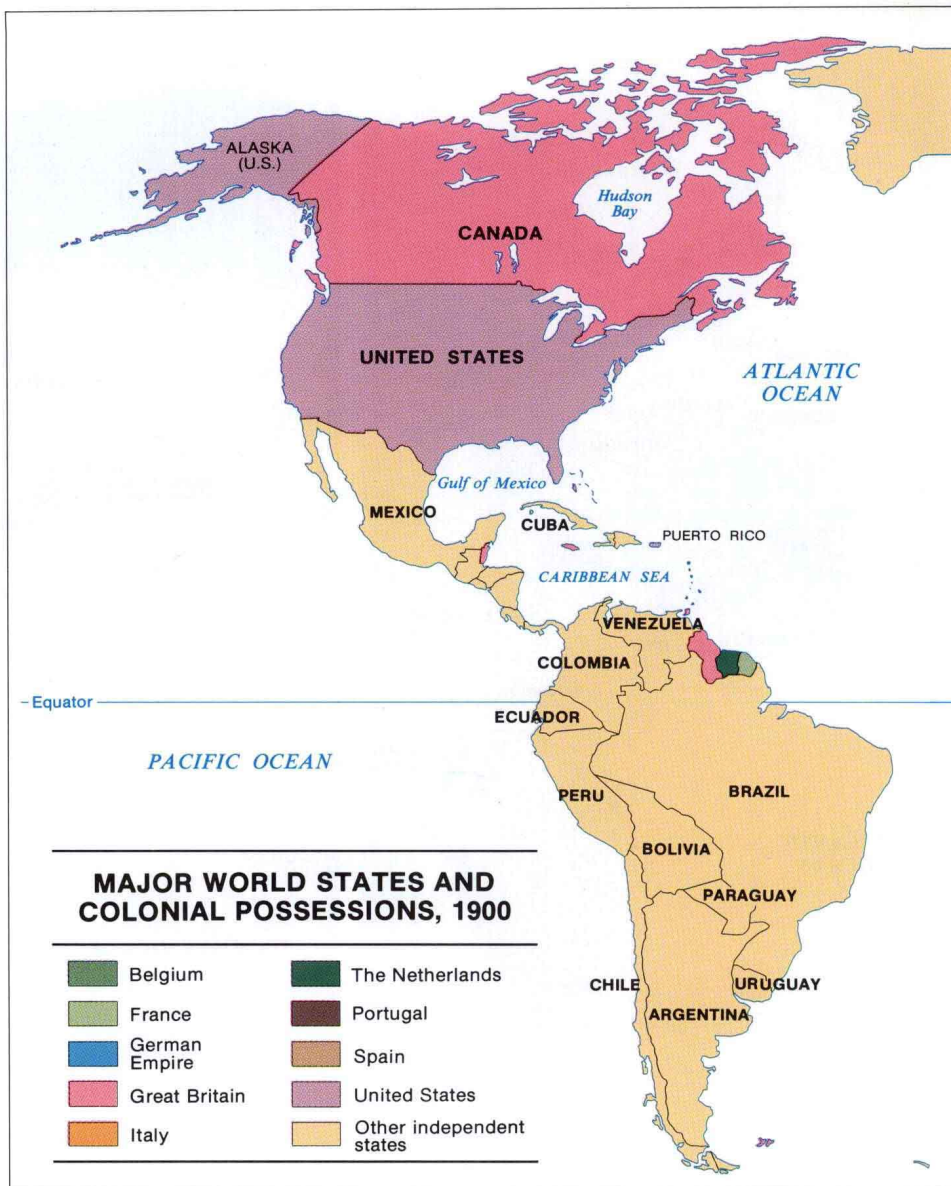 ALASKA
(U.S.)
Hudson
Bay
CANADA
UNITED STATES
ATLANTIC
OCEAN
Gulf of Mexico
MEXICO
CUBA
PUERTO RICO
CARIBBEAN SEA
VENEZUELA
COLOMBIA
Equator
ECUADOR
PACIFIC OCEAN
PERU
BRAZIL
BOLIVIA
PARAGUAY
CHILE
URUGUAY
ARGENTINA
MAJOR WORLD STATES AND
COLONIAL POSSESSIONS, 1900
Belgium
France
German
Empire
Great Britain
Italy
The Netherlands
Portugal
Spain
United States
Other independent
states